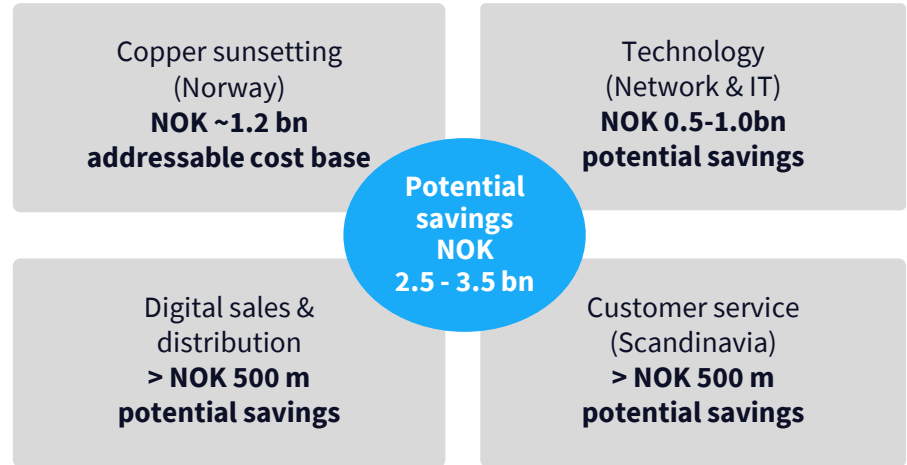 Copper sunsetting
(Norway)
NOK ~1.2 bn
addressable cost base
Technology
(Network & IT)
NOK 0.5-1.0bn
potential savings
Potential
savings
NOK
2.5 - 3.5 bn
Digital sales &
distribution
> NOK 500 m
potential savings
Customer service
(Scandinavia)
> NOK 500 m
potential savings